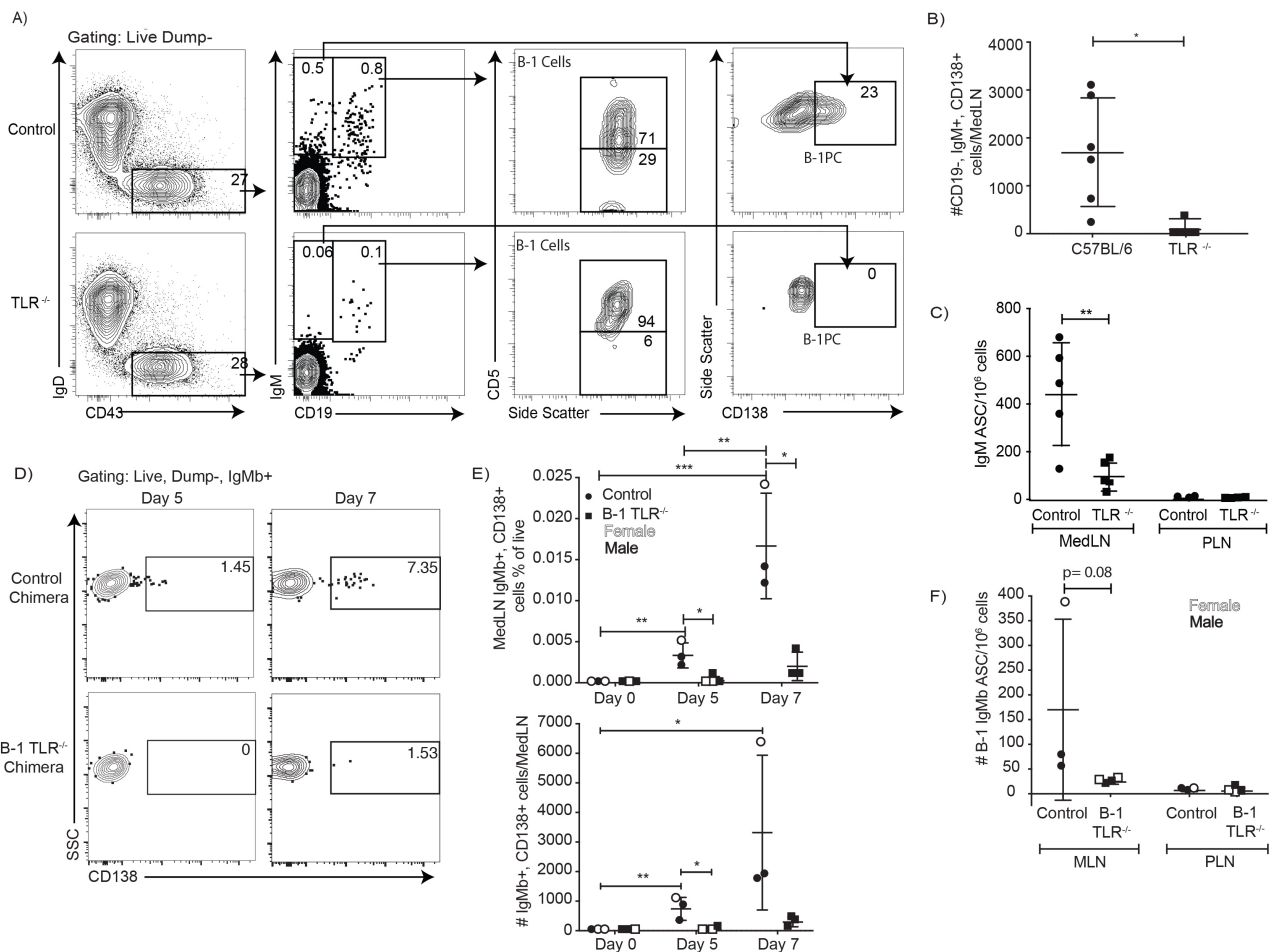 A)
Gating: Live Dump-
Control
TLR -/-
IgD
CD43
27
28
IgM
CD19
0.5
0.8
0.06
0.1
CD5
Side Scatter
B-1 Cells
71
29
B-1 Cells
94
6
Side Scatter
CD138
23
B-1PC
0
B-1PC
B)
#CD19-, IgM+, CD138+
cells/MedLN
4000
3000
2000
1000
0
*
C57BL/6
TLR -/-
C)
IgM ASC/10⁶ cells
800
600
400
200
0
**
Control
TLR -/-
Control
TLR -/-
MedLN
PLN
D)
Gating: Live, Dump-, IgMb+
Day 5
Day 7
Control
Chimera
1.45
7.35
B-1 TLR-/-
Chimera
0
1.53
SSC
CD138
E)
MedLN IgMb+, CD138+
cells % of live
0.025
0.020
0.015
0.010
0.005
0.000
**
***
*
**
*
Control
B-1 TLR-/-
Female
Male
Day 0
Day 5
Day 7
# IgMb+, CD138+ cells/MedLN
7000
6000
5000
4000
3000
2000
1000
0
*
**
*
Day 0
Day 5
Day 7
F)
# B-1 IgMb ASC/10⁶ cells
400
350
300
250
200
150
100
50
0
p= 0.08
Female
Male
Control
B-1
TLR-/-
Control
B-1
TLR-/-
MLN
PLN